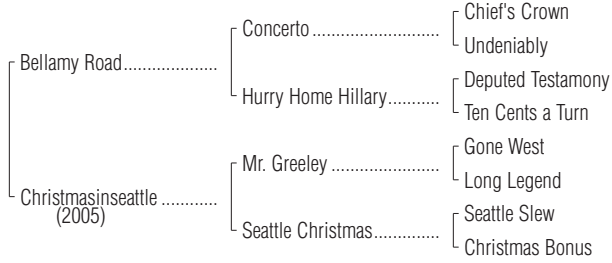 Chief's Crown
Concerto ..............................
Undeniably
Bellamy Road......................
Deputed Testamony
Hurry Home Hillary............
Ten Cents a Turn
Gone West
Mr. Greeley .........................
Long Legend
Christmasinseattle .............
(2005)
Seattle Slew
Seattle Christmas...............
Christmas Bonus